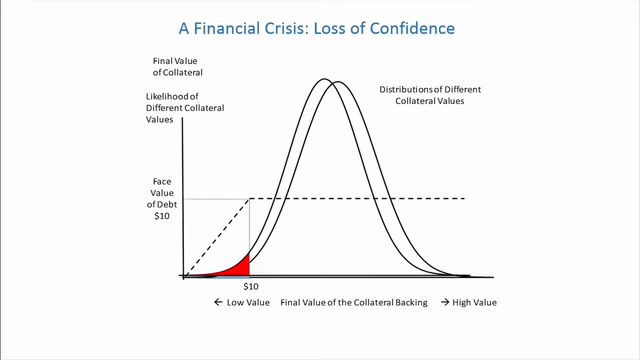 A Financial Crisis: Loss of Confidence
Final Value
of Collateral
Likelihood of
Different Collateral
Values
Distributions of Different
Collateral Values
Face
Value
of Debt
$10
$10
← Low Value Final Value of the Collateral Backing → High Value